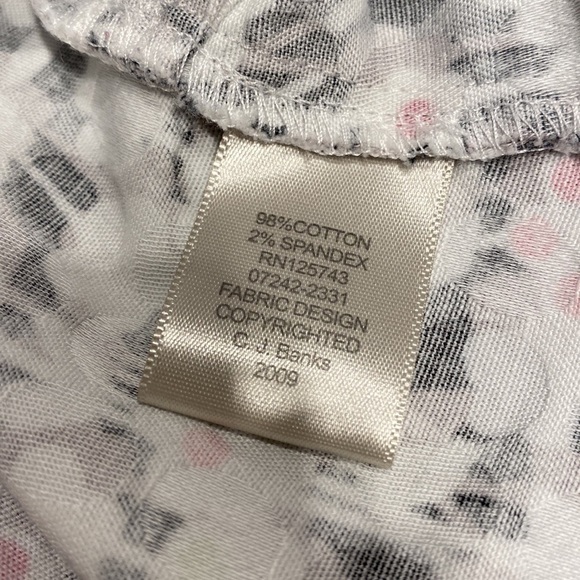 98%COTTON
2% SPANDEX
RN125743
07242-2331
FABRIC DESIGN
COPYRIGHTED
C. J. Banks
2009